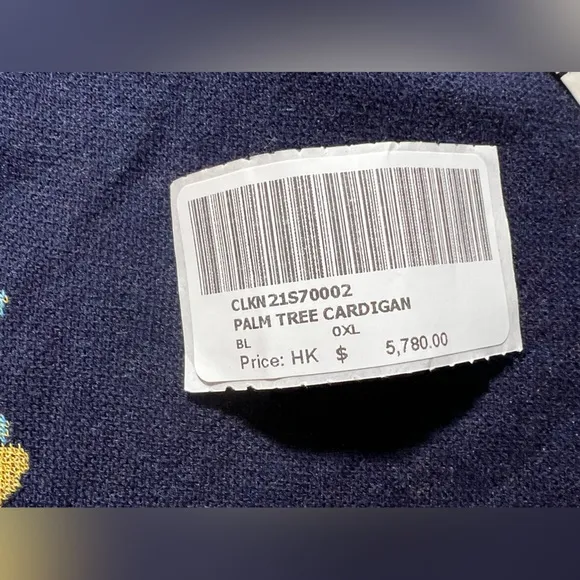 CLKN21S70002
PALM TREE CARDIGAN
BL 0XL
Price: HK $ 5,780.00